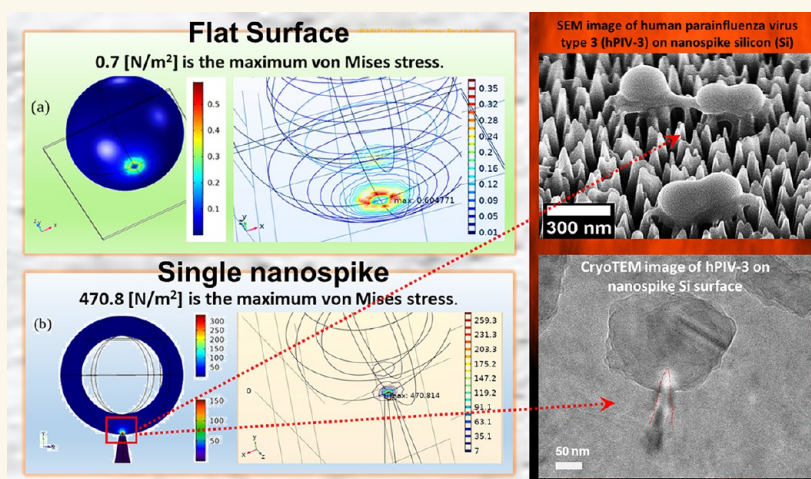 Flat Surface
0.7 [N/m²] is the maximum von Mises stress.
(a)
0.5
0.4
0.3
0.2
0.1
y
z x
max: 0.604771
y
z x
0.35
0.32
0.28
0.24
0.2
0.16
0.12
0.09
0.05
0.01
Single nanospike
470.8 [N/m²] is the maximum von Mises stress.
(b)
300
250
200
150
100
50
150
100
50
y
0
max: 470.814
y
x z
259.3
231.3
203.3
175.2
147.2
119.2
91.1
63.1
35.1
7
SEM image of human parainfluenza virus
type 3 (hPIV-3) on nanospike silicon (Si)
300 nm
CryoTEM image of hPIV-3 on
nanospike Si surface
50 nm